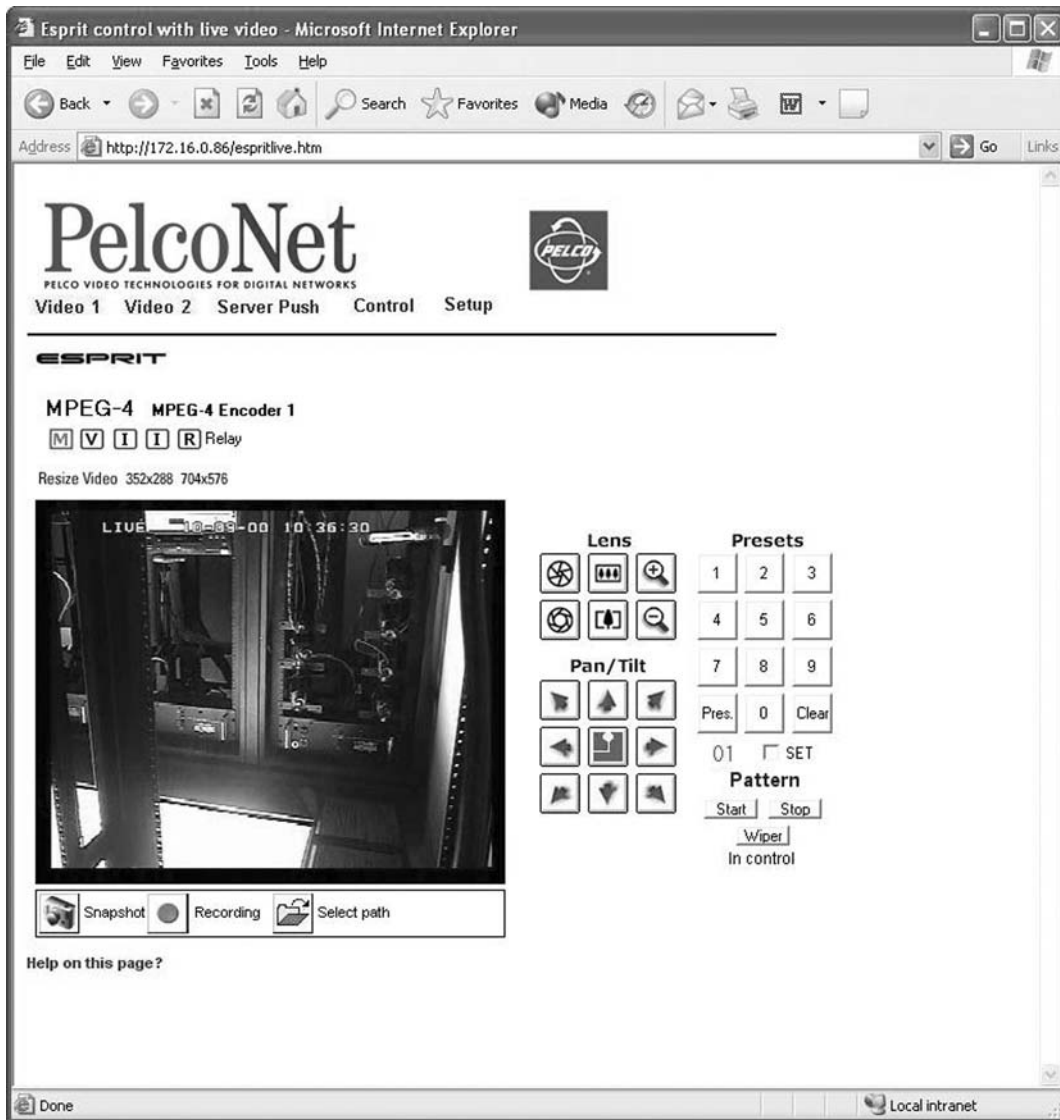 Esprit control with live video - Microsoft Internet Explorer
File Edit View Favorites Tools Help
Back Search Favorites Media W
Address http://172.16.0.86/espritlive.htm Go Links
PelcoNet
PELCO VIDEO TECHNOLOGIES FOR DIGITAL NETWORKS
PELCO
Video 1 Video 2 Server Push Control Setup
ESPRIT
MPEG-4 MPEG-4 Encoder 1
M V I I R Relay
Resize Video 352x288 704x576
LIVE 10:36:30
Lens
Presets
1 2 3
4 5 6
7 8 9
Pres. 0 Clear
01 SET
Pan/Tilt
Pattern
Start Stop
Wiper
In control
Snapshot Recording Select path
Help on this page?
Done Local intranet